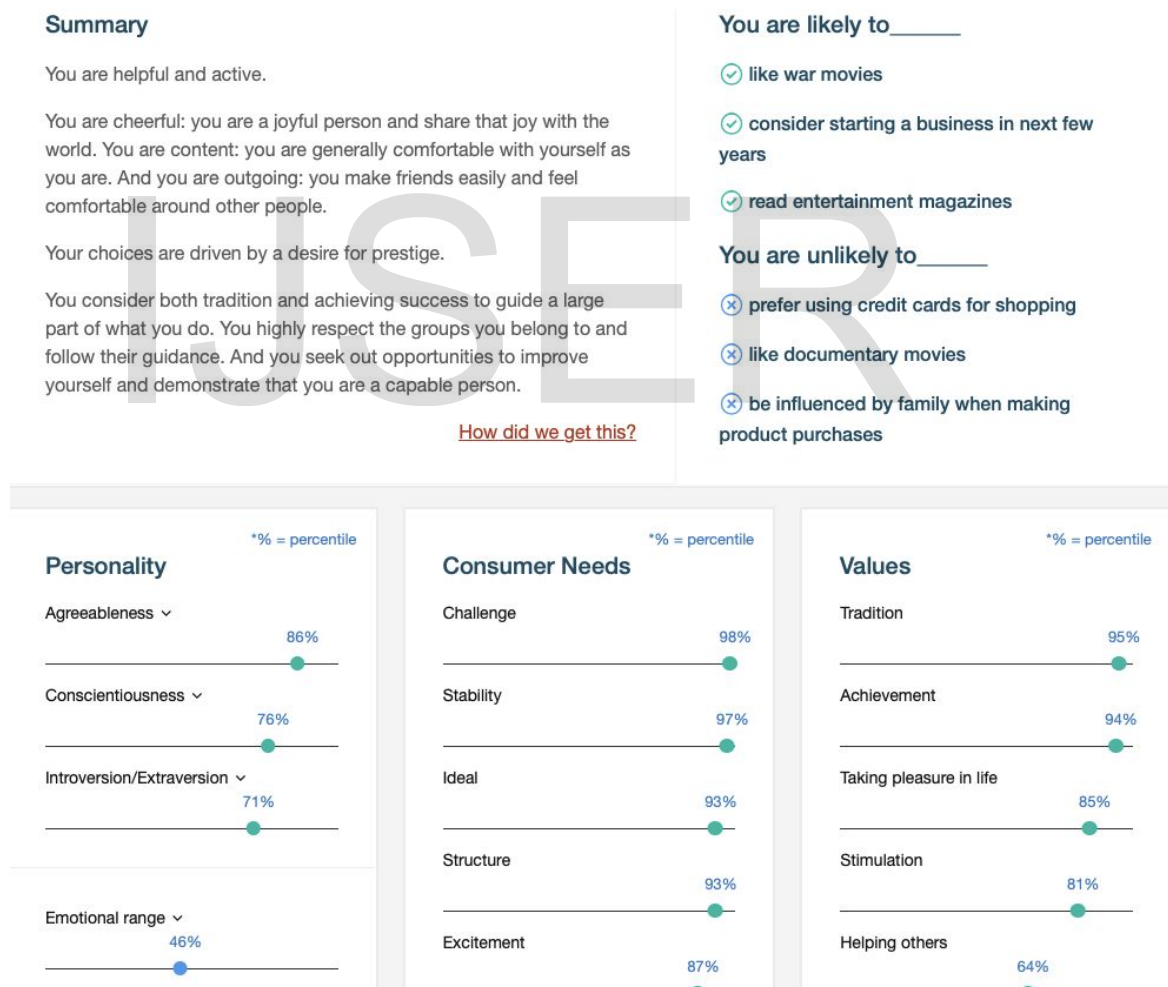 Summary
You are helpful and active.
You are cheerful: you are a joyful person and share that joy with the
world. You are content: you are generally comfortable with yourself as
you are. And you are outgoing: you make friends easily and feel
comfortable around other people.
Your choices are driven by a desire for prestige.
You consider both tradition and achieving success to guide a large
part of what you do. You highly respect the groups you belong to and
follow their guidance. And you seek out opportunities to improve
yourself and demonstrate that you are a capable person.
How did we get this?
You are likely to______
like war movies
consider starting a business in next few
years
read entertainment magazines
You are unlikely to______
prefer using credit cards for shopping
like documentary movies
be influenced by family when making
product purchases
IJSER
*% = percentile
Personality
Agreeableness
86%
Conscientiousness
76%
Introversion/Extraversion
71%
Emotional range
46%
*% = percentile
Consumer Needs
Challenge
98%
Stability
97%
Ideal
93%
Structure
93%
Excitement
87%
*% = percentile
Values
Tradition
95%
Achievement
94%
Taking pleasure in life
85%
Stimulation
81%
Helping others
64%